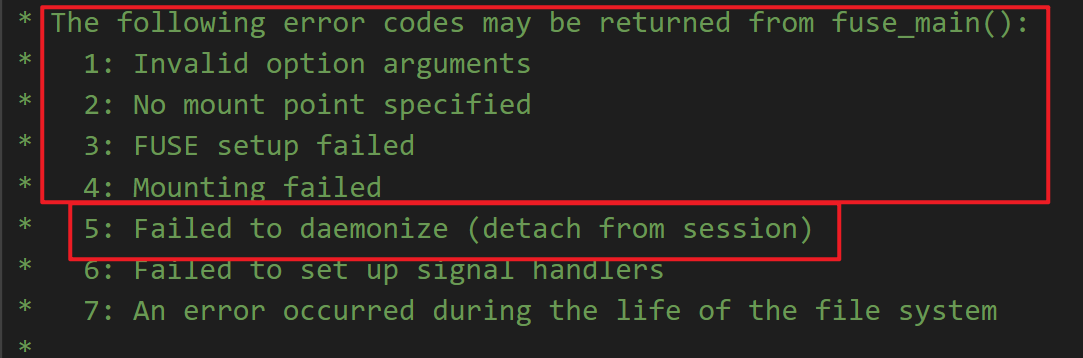 * The following error codes may be returned from fuse_main():
* 1: Invalid option arguments
* 2: No mount point specified
* 3: FUSE setup failed
* 4: Mounting failed
* 5: Failed to daemonize (detach from session)
* 6: Failed to set up signal handlers
* 7: An error occurred during the life of the file system
*